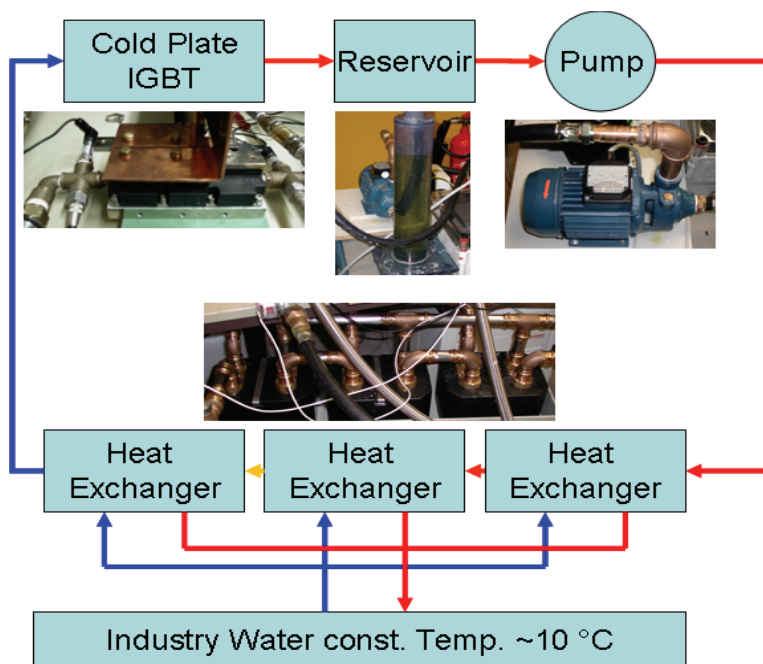 Cold Plate
IGBT
Reservoir
Pump
Heat
Exchanger
Heat
Exchanger
Heat
Exchanger
Industry Water const. Temp. ~10 °C